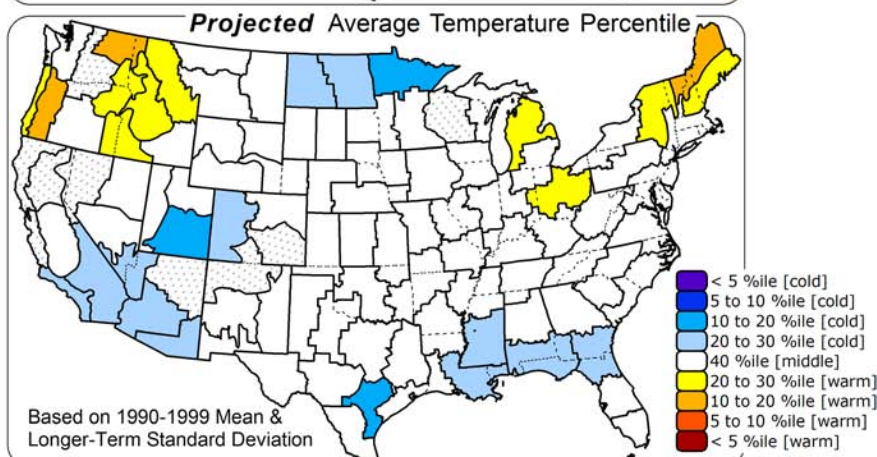 Projected Average Temperature Percentile
< 5 %ile [cold]
5 to 10 %ile [cold]
10 to 20 %ile [cold]
20 to 30 %ile [cold]
40 %ile [middle]
20 to 30 %ile [warm]
10 to 20 %ile [warm]
5 to 10 %ile [warm]
< 5 %ile [warm]
Based on 1990-1999 Mean &
Longer-Term Standard Deviation